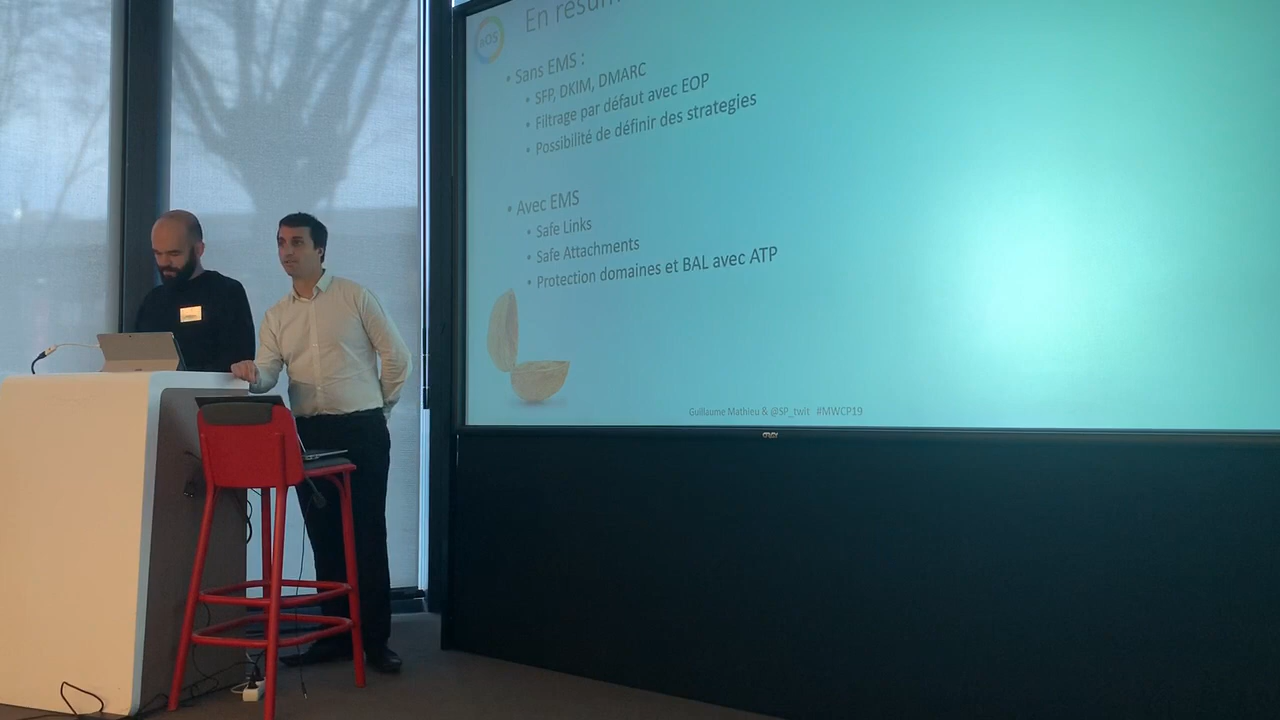 aOS
En résum
• Sans EMS :
• SFP, DKIM, DMARC
• Filtrage par défaut avec EOP
• Possibilité de définir des strategies
• Avec EMS
• Safe Links
• Safe Attachments
• Protection domaines et BAL avec ATP
Guillaume Mathieu & @SP_twit #MWCP19